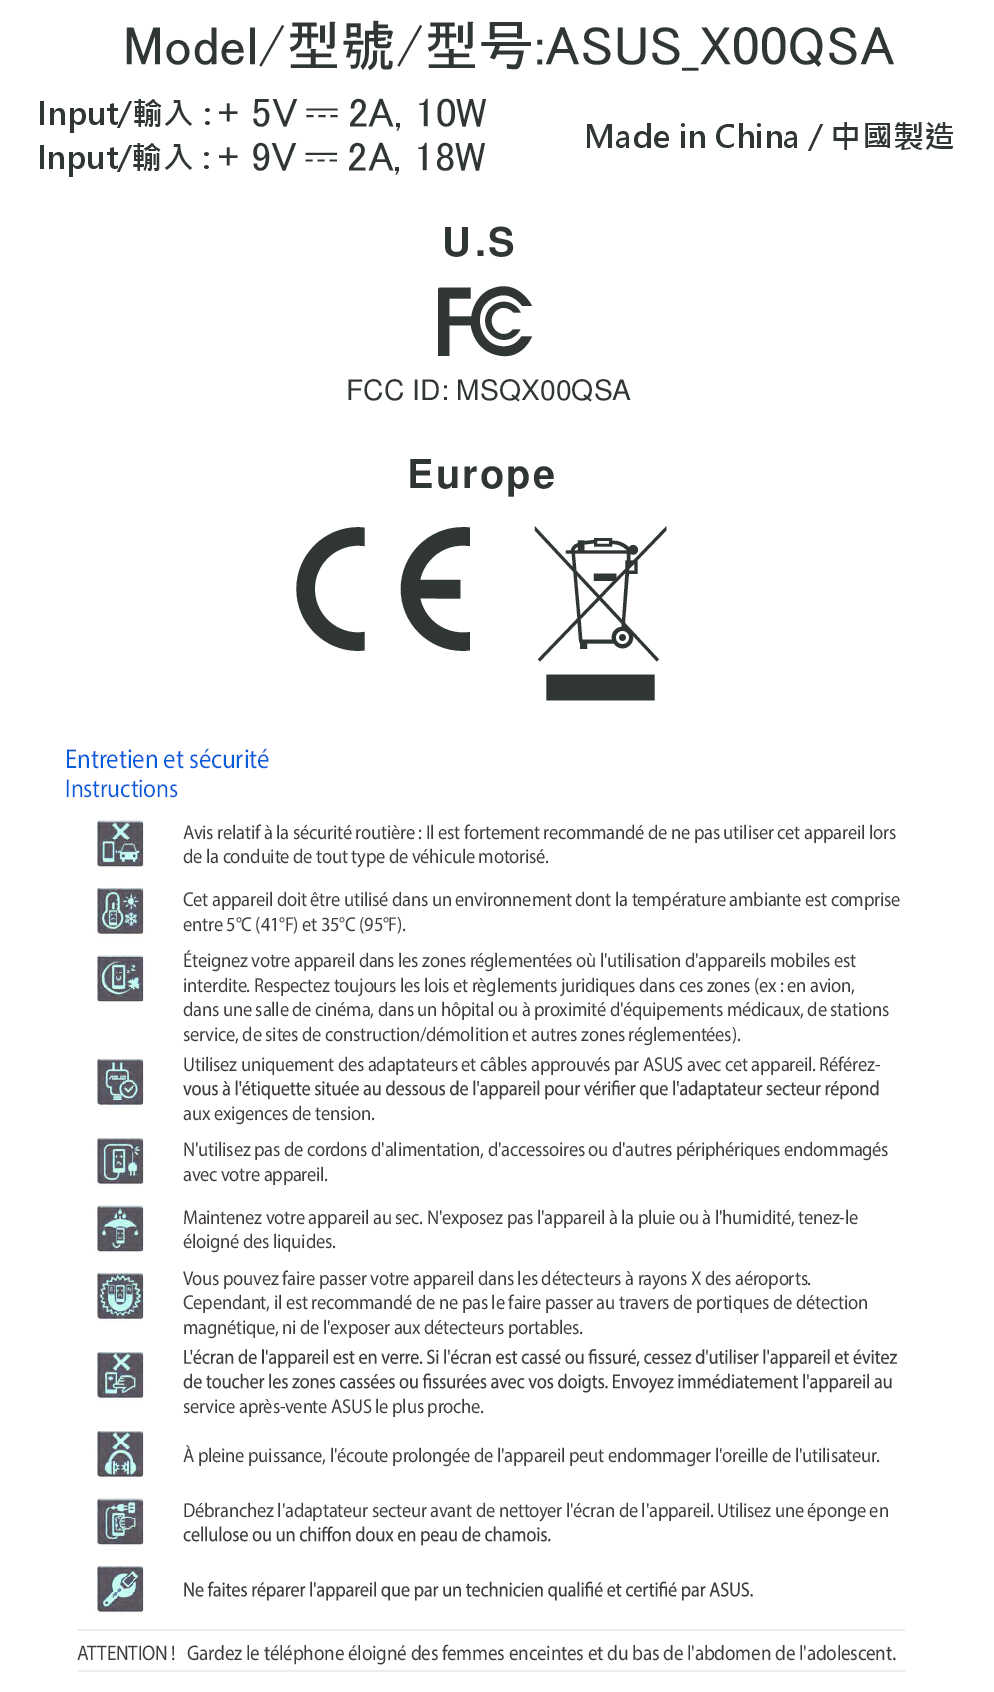 Model/型號/型号:ASUS_X00QSA
Input/輸入 : + 5V ⎓ 2A, 10W
Input/輸入 : + 9V ⎓ 2A, 18W
Made in China / 中國製造
U.S
FC
FCC ID: MSQX00QSA
Europe
CE
Entretien et sécurité
Instructions
Avis relatif à la sécurité routière : Il est fortement recommandé de ne pas utiliser cet appareil lors
de la conduite de tout type de véhicule motorisé.
Cet appareil doit être utilisé dans un environnement dont la température ambiante est comprise
entre 5°C (41°F) et 35°C (95°F).
Éteignez votre appareil dans les zones réglementées où l'utilisation d'appareils mobiles est
interdite. Respectez toujours les lois et règlements juridiques dans ces zones (ex : en avion,
dans une salle de cinéma, dans un hôpital ou à proximité d'équipements médicaux, de stations
service, de sites de construction/démolition et autres zones réglementées).
Utilisez uniquement des adaptateurs et câbles approuvés par ASUS avec cet appareil. Référez-
vous à l'étiquette située au dessous de l'appareil pour vérifier que l'adaptateur secteur répond
aux exigences de tension.
N'utilisez pas de cordons d'alimentation, d'accessoires ou d'autres périphériques endommagés
avec votre appareil.
Maintenez votre appareil au sec. N'exposez pas l'appareil à la pluie ou à l'humidité, tenez-le
éloigné des liquides.
Vous pouvez faire passer votre appareil dans les détecteurs à rayons X des aéroports.
Cependant, il est recommandé de ne pas le faire passer au travers de portiques de détection
magnétique, ni de l'exposer aux détecteurs portables.
L'écran de l'appareil est en verre. Si l'écran est cassé ou fissuré, cessez d'utiliser l'appareil et évitez
de toucher les zones cassées ou fissurées avec vos doigts. Envoyez immédiatement l'appareil au
service après-vente ASUS le plus proche.
À pleine puissance, l'écoute prolongée de l'appareil peut endommager l'oreille de l'utilisateur.
Débranchez l'adaptateur secteur avant de nettoyer l'écran de l'appareil. Utilisez une éponge en
cellulose ou un chiffon doux en peau de chamois.
Ne faites réparer l'appareil que par un technicien qualifié et certifié par ASUS.
ATTENTION ! Gardez le téléphone éloigné des femmes enceintes et du bas de l'abdomen de l'adolescent.